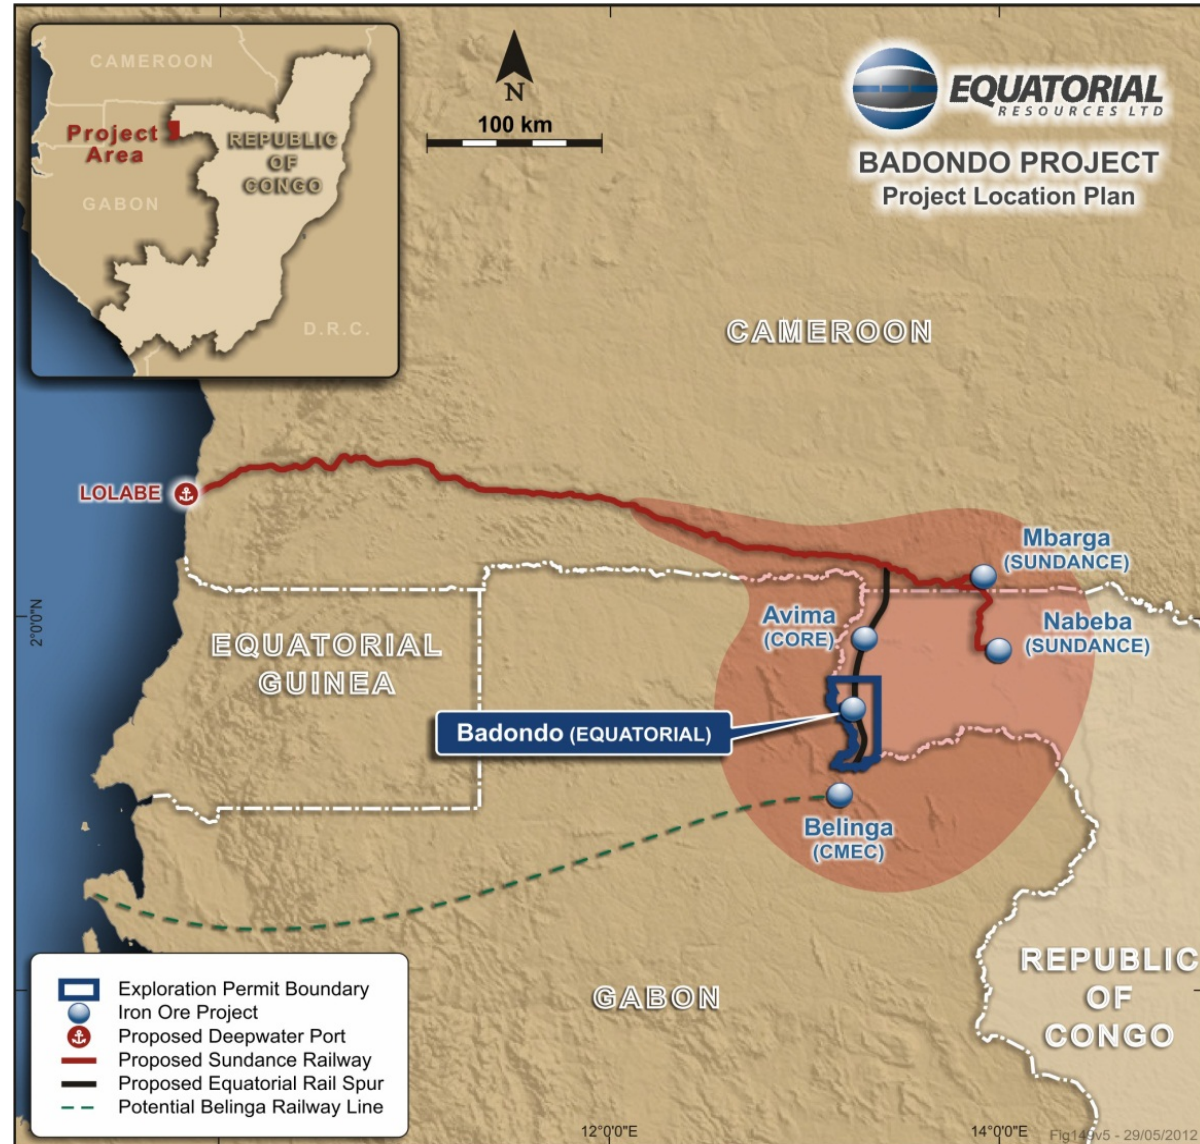 CAMEROON
Project
Area
REPUBLIC
OF
CONGO
GABON
D.R.C.
N
100 km
EQUATORIAL
RESOURCES LTD
BADONDO PROJECT
Project Location Plan
CAMEROON
LOLABE
Mbarga
(SUNDANCE)
Avima
(CORE)
Nabeba
(SUNDANCE)
2°0'0"N
EQUATORIAL
GUINEA
Badondo (EQUATORIAL)
Belinga
(CMEC)
GABON
REPUBLIC
OF
CONGO
Exploration Permit Boundary
Iron Ore Project
Proposed Deepwater Port
Proposed Sundance Railway
Proposed Equatorial Rail Spur
Potential Belinga Railway Line
12°0'0"E
14°0'0"E
Fig149v5 - 29/05/2012